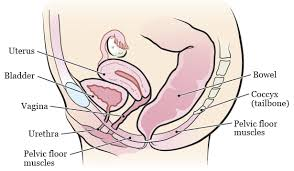 Uterus
Bladder
Vagina
Urethra
Pelvic floor
muscles
Bowel
Coccyx
(tailbone)
Pelvic floor
muscles